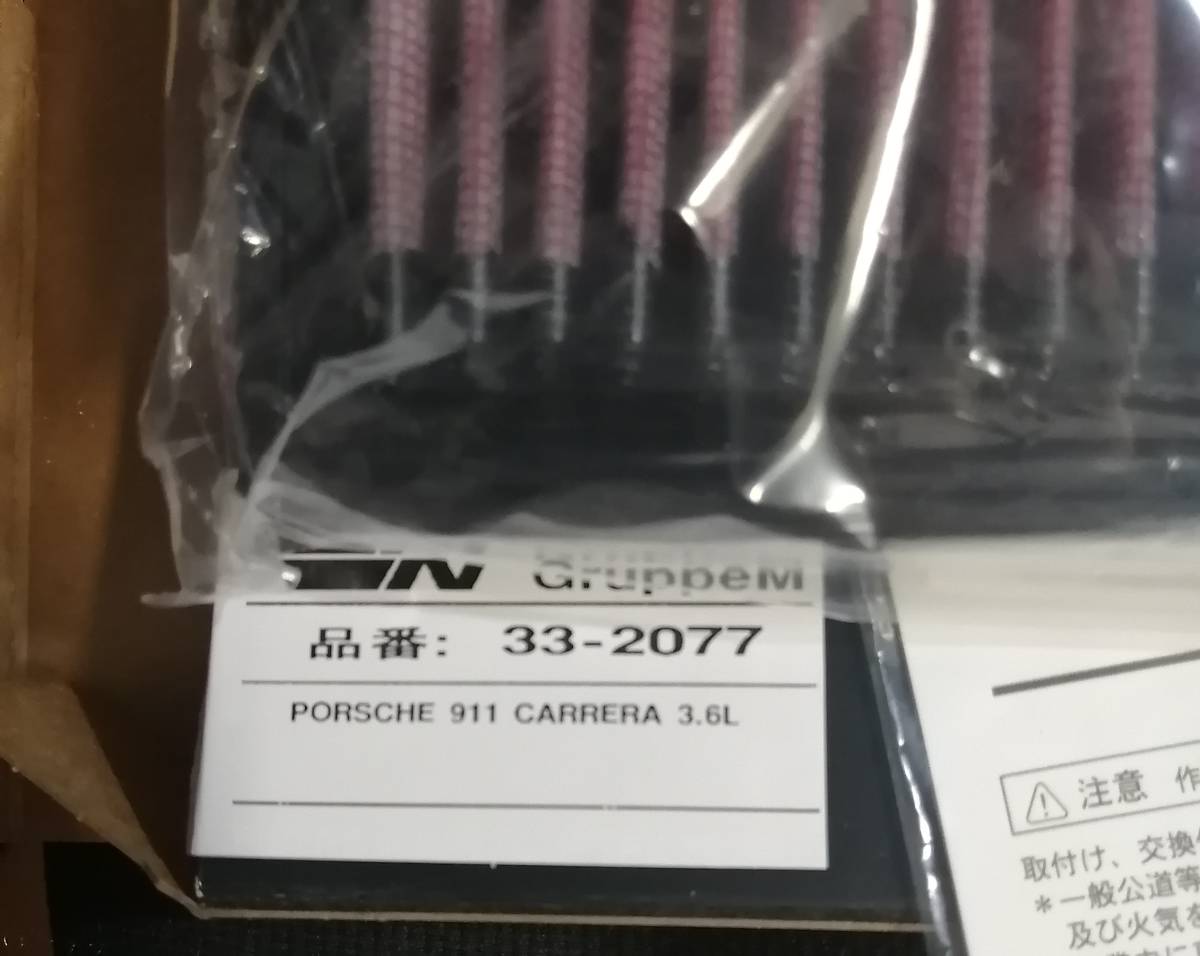 GruppeM
品番: 33-2077
PORSCHE 911 CARRERA 3.6L
注意 作
取付け、交換
*一般公道等
及び火気を